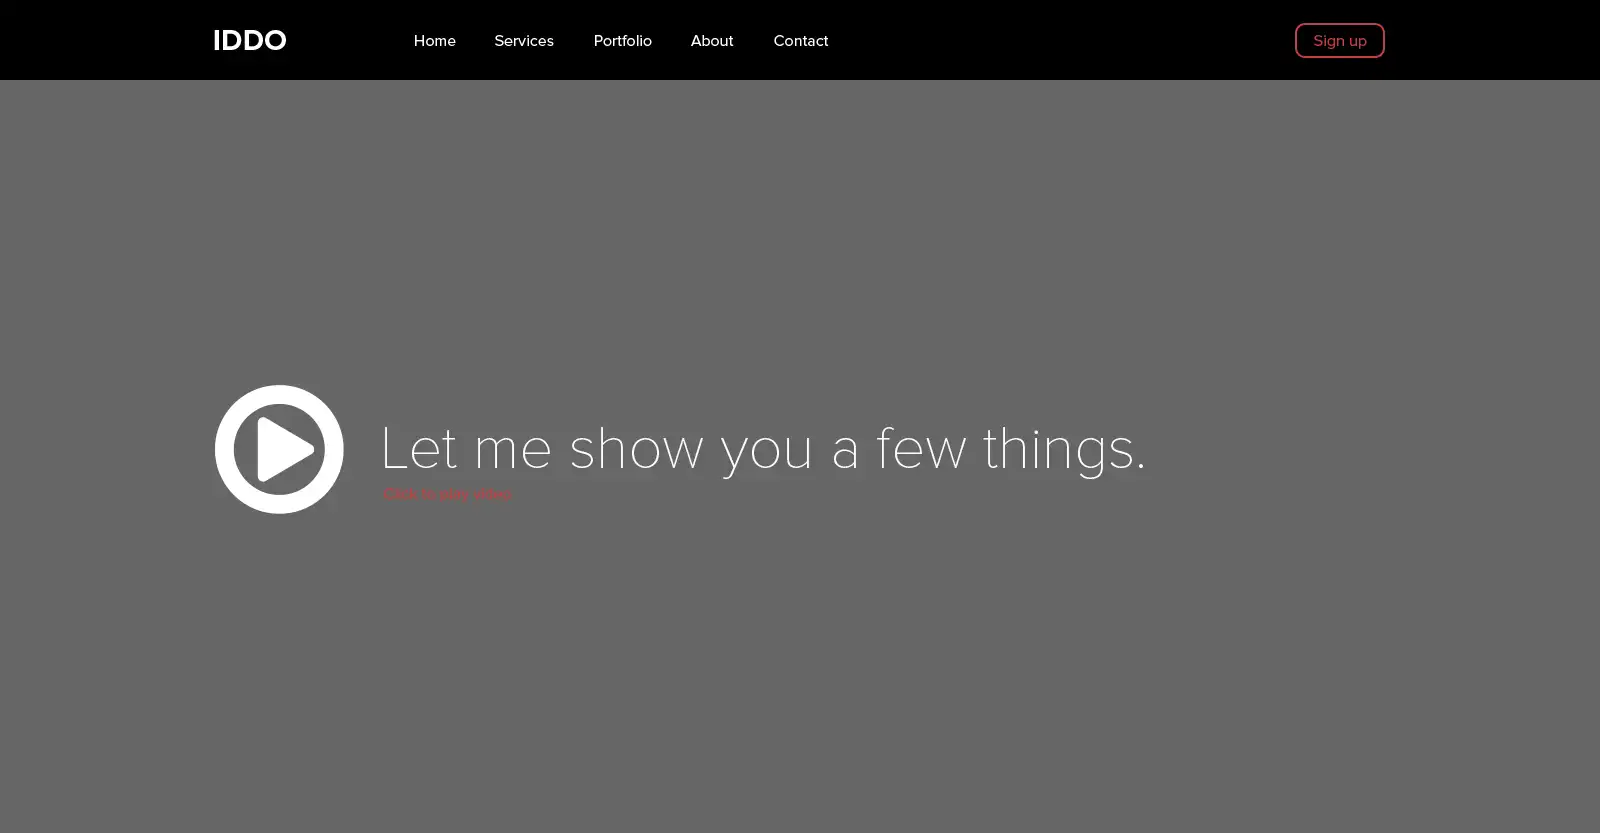 IDDO
Home Services Portfolio About Contact
Sign up
Let me show you a few things.
Click to play video